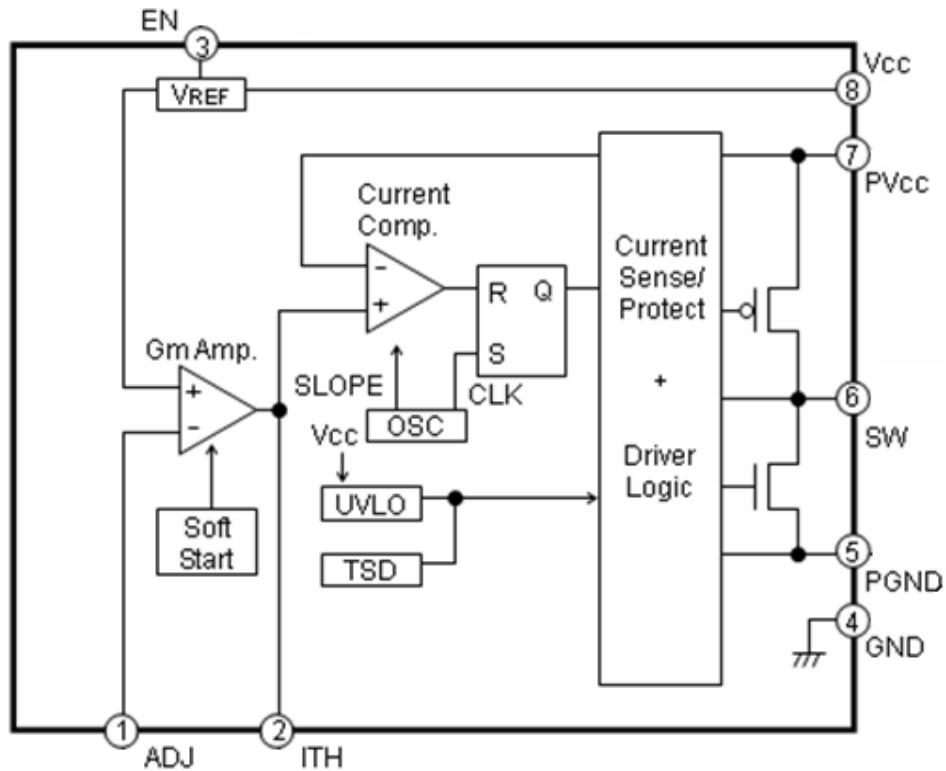 EN
3
VREF
Vcc
8
7
PVcc
Current
Comp.
-
+
R Q
S
Current
Sense/
Protect
+
Driver
Logic
Gm Amp.
+
-
SLOPE
OSC
CLK
Vcc
UVLO
TSD
Soft
Start
6
SW
5
PGND
4
GND
1
ADJ
2
ITH